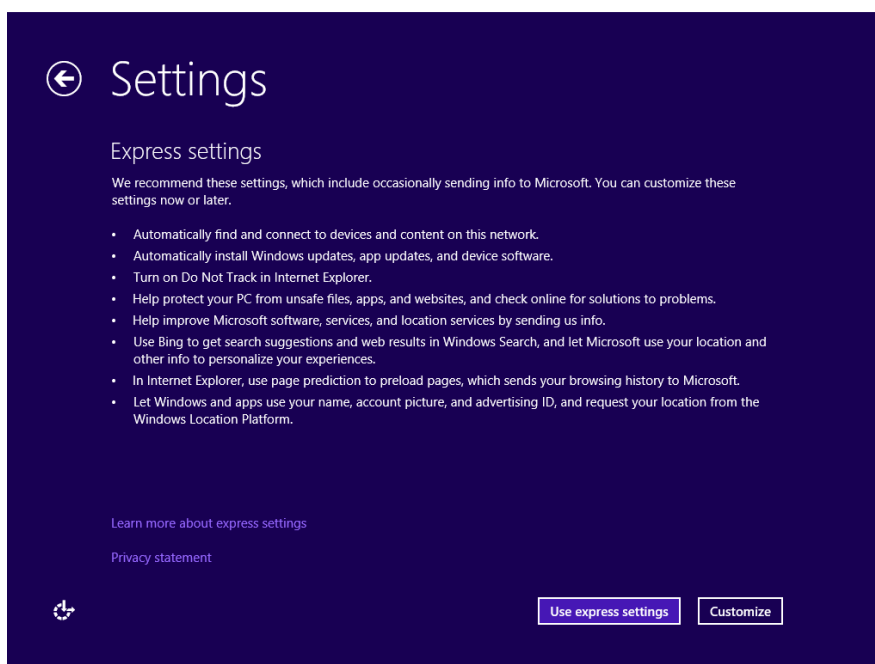 Settings
Express settings
We recommend these settings, which include occasionally sending info to Microsoft. You can customize these
settings now or later.
• Automatically find and connect to devices and content on this network.
• Automatically install Windows updates, app updates, and device software.
• Turn on Do Not Track in Internet Explorer.
• Help protect your PC from unsafe files, apps, and websites, and check online for solutions to problems.
• Help improve Microsoft software, services, and location services by sending us info.
• Use Bing to get search suggestions and web results in Windows Search, and let Microsoft use your location and
other info to personalize your experiences.
• In Internet Explorer, use page prediction to preload pages, which sends your browsing history to Microsoft.
• Let Windows and apps use your name, account picture, and advertising ID, and request your location from the
Windows Location Platform.
Learn more about express settings
Privacy statement
Use express settings
Customize